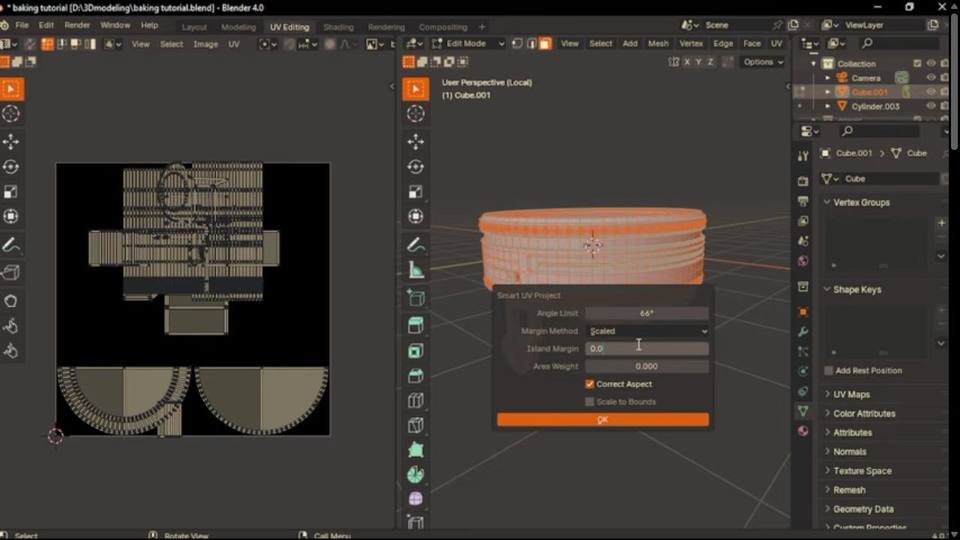 * baking tutorial [D:\3Dmodeling\baking tutorial.blend] - Blender 4.0
File Edit Render Window Help Layout Modeling Sculpting UV Editing Texture Paint Shading Rendering Scene ViewLayer
View Select Image UV Edit Mode View Select Add Mesh Vertex Edge Face UV
X Y Z Options
User Perspective (Local)
(1) Cube.001
Collection
Camera
Cube.001
Cylinder.003
Cube.001 > Cube
Cube
Vertex Groups
Shape Keys
Add Rest Position
UV Maps
Color Attributes
Attributes
Normals
Texture Space
Remesh
Geometry Data
Custom Properties
Smart UV Project
Angle Limit 66°
Margin Method Scaled
Island Margin 0.0
Area Weight 0.000
Correct Aspect
Scale to Bounds
OK
Select Rotate View Call Menu